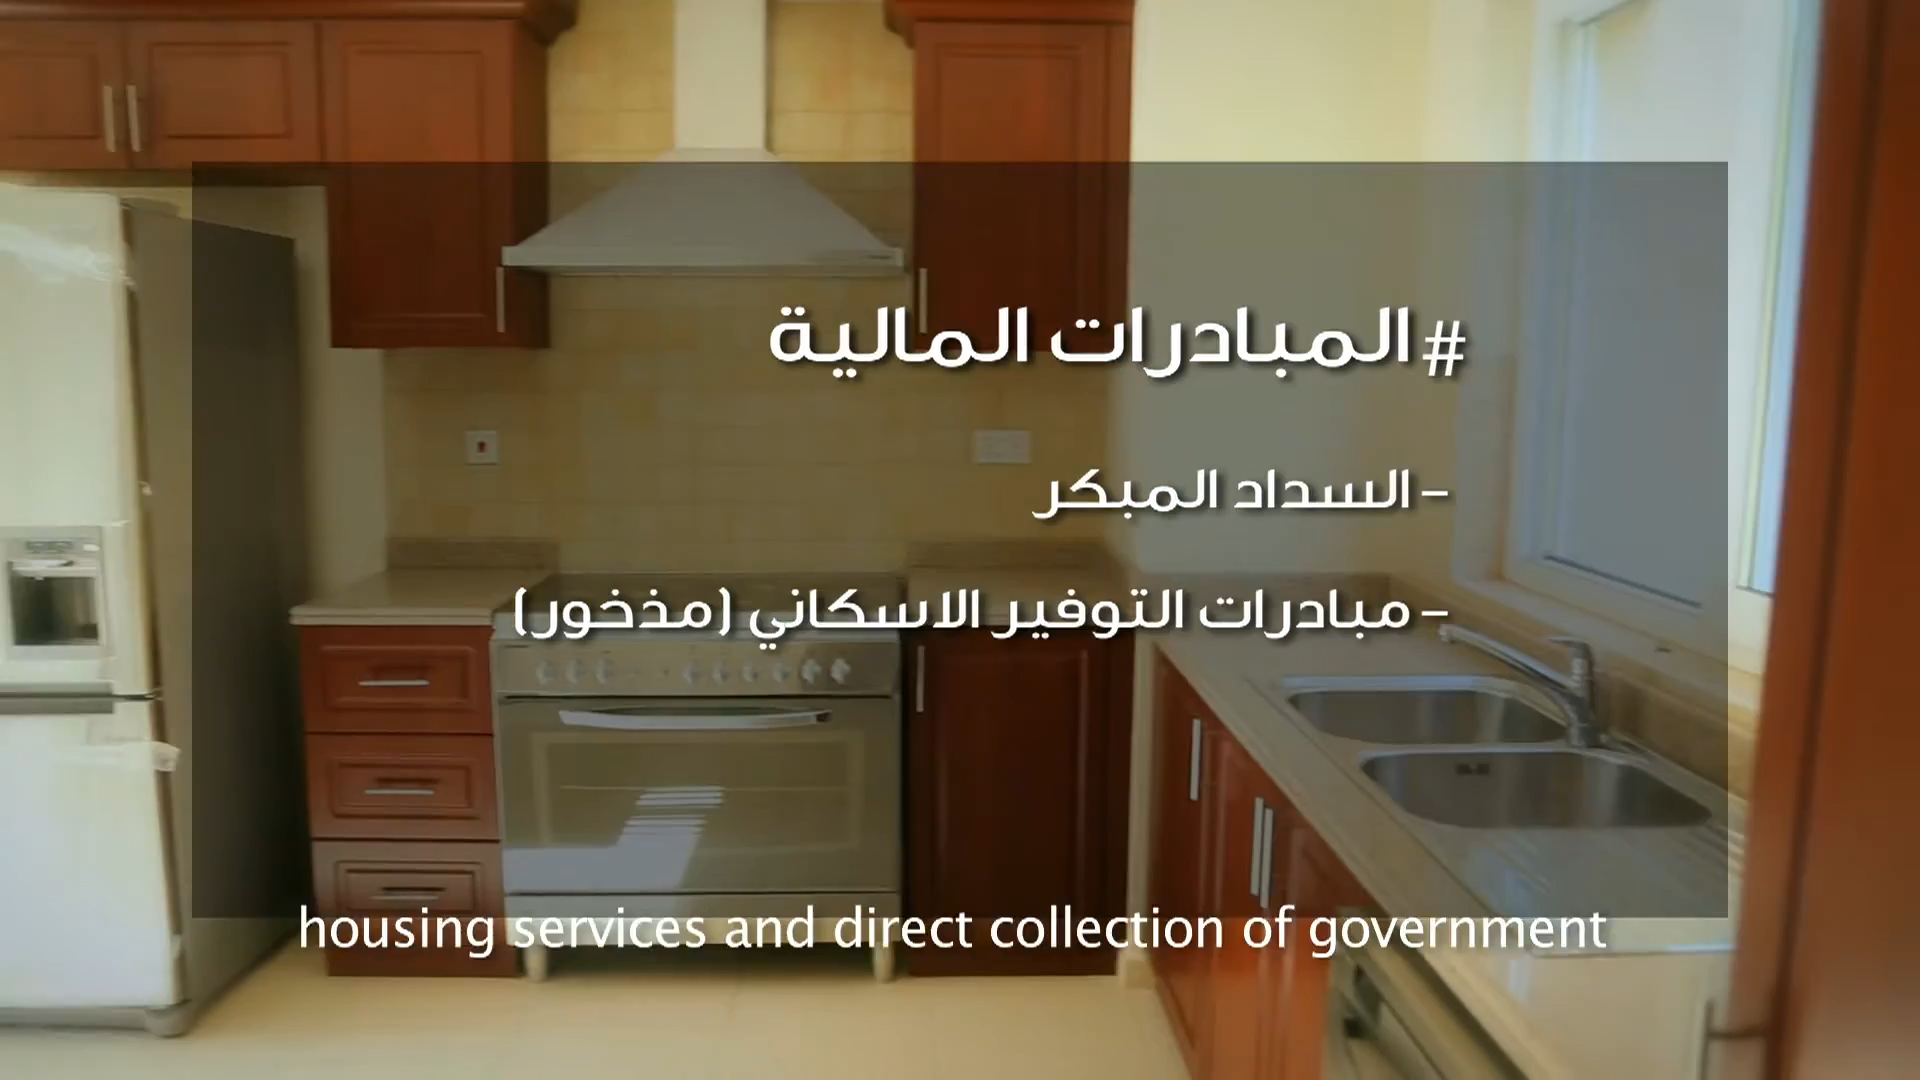 #المبادرات المالية
- السداد المبكر
- مبادرات التوفير الاسكاني (مذخور)
housing services and direct collection of government